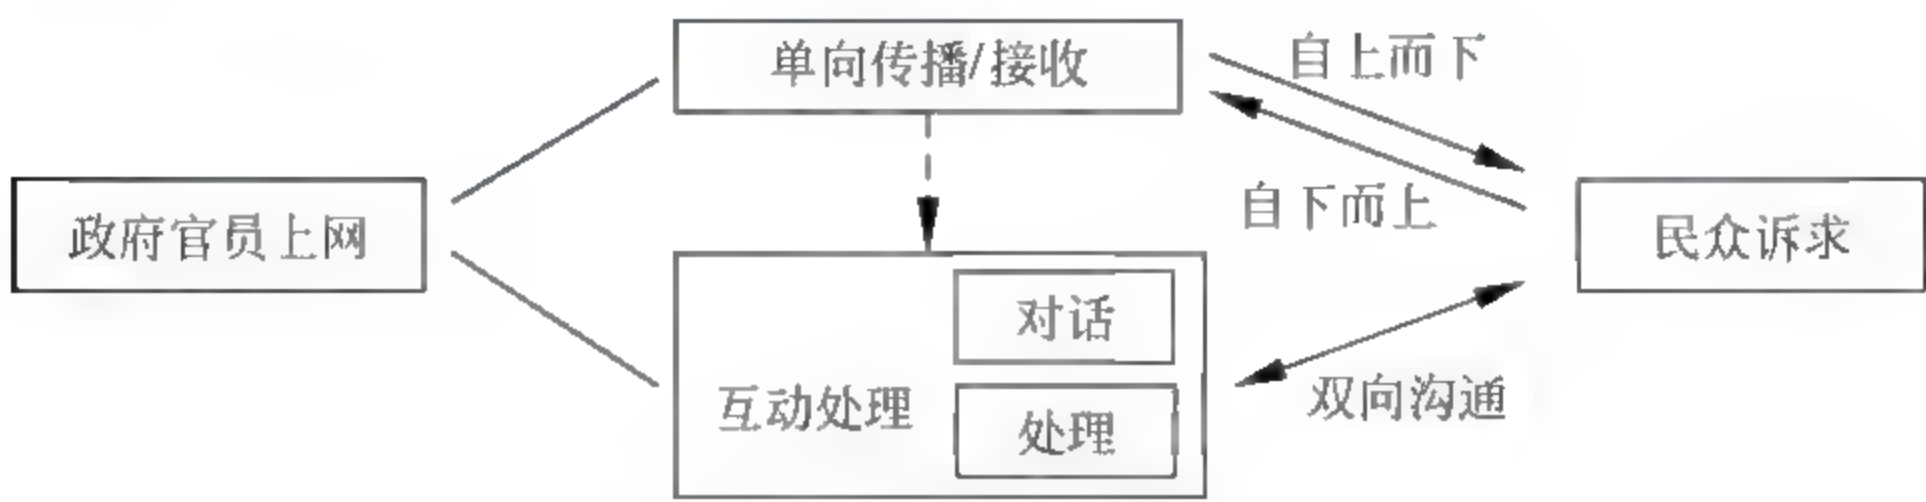 单向传播/接收
自上而下
自下而上
政府官员上网
民众诉求
对话
互动处理
处理
双向沟通